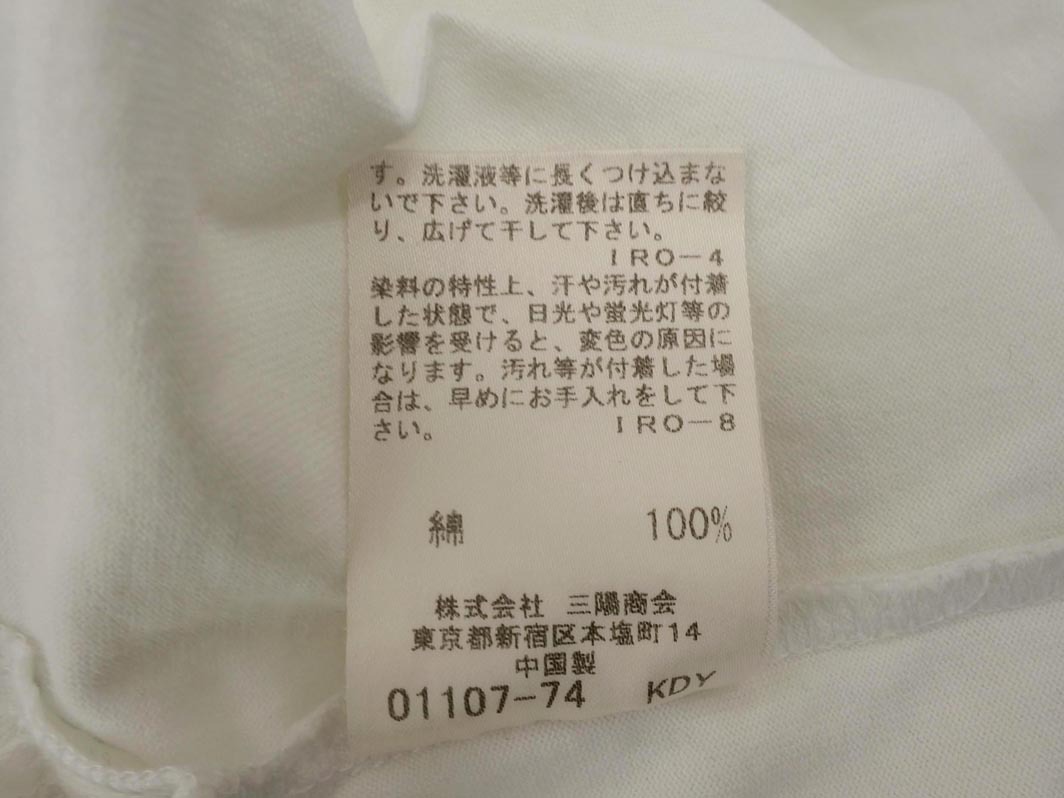 す。洗濯液等に長くつけ込まな
いで下さい。洗濯後は直ちに絞
り、広げて干して下さい。
IRO－4
染料の特性上、汗や汚れが付着
した状態で、日光や蛍光灯等の
影響を受けると、変色の原因に
なります。汚れ等が付着した場
合は、早めにお手入れをして下
さい。 IRO－8
綿 100%
株式会社 三陽商会
東京都新宿区本塩町14
中国製
01107-74 KDY